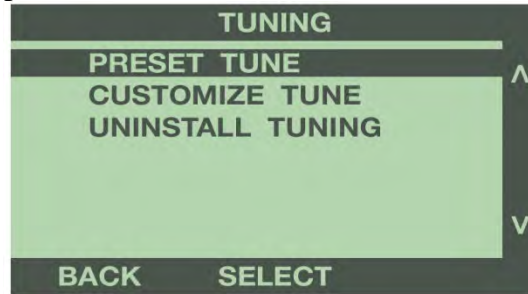 TUNING
PRESET TUNE
CUSTOMIZE TUNE
UNINSTALL TUNING
BACK SELECT